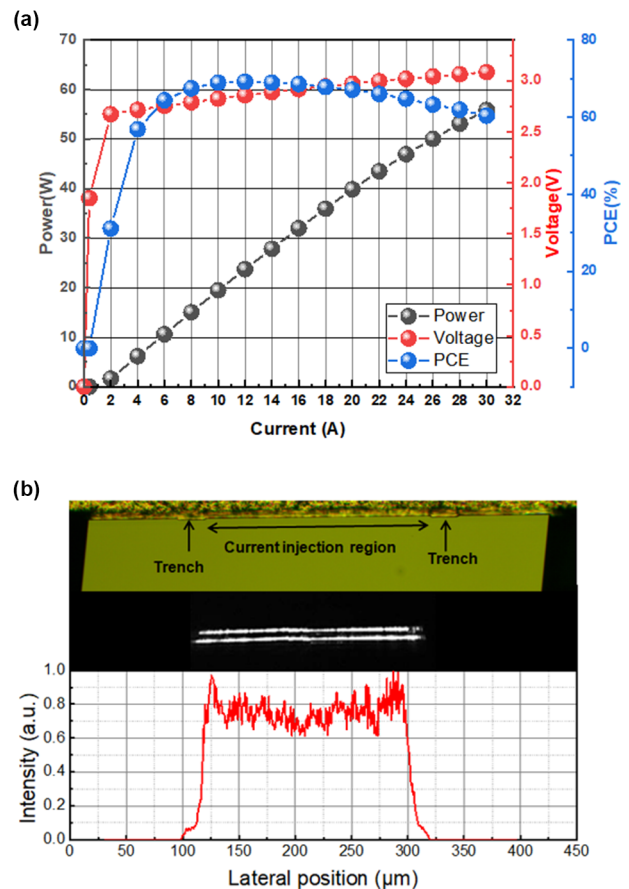 (a)
70
60
50
40
30
20
10
0
Power(W)
3.0
2.5
2.0
1.5
1.0
0.5
0.0
Voltage(V)
80
60
40
20
0
PCE(%)
Power
Voltage
PCE
0 2 4 6 8 10 12 14 16 18 20 22 24 26 28 30 32
Current (A)
(b)
Current injection region
Trench
Trench
1.0
0.8
0.6
0.4
0.2
0.0
Intensity (a.u.)
0 50 100 150 200 250 300 350 400 450
Lateral position (μm)